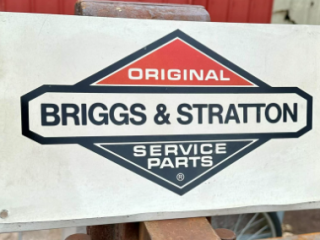 ORIGINAL
BRIGGS & STRATTON
SERVICE
PARTS
®